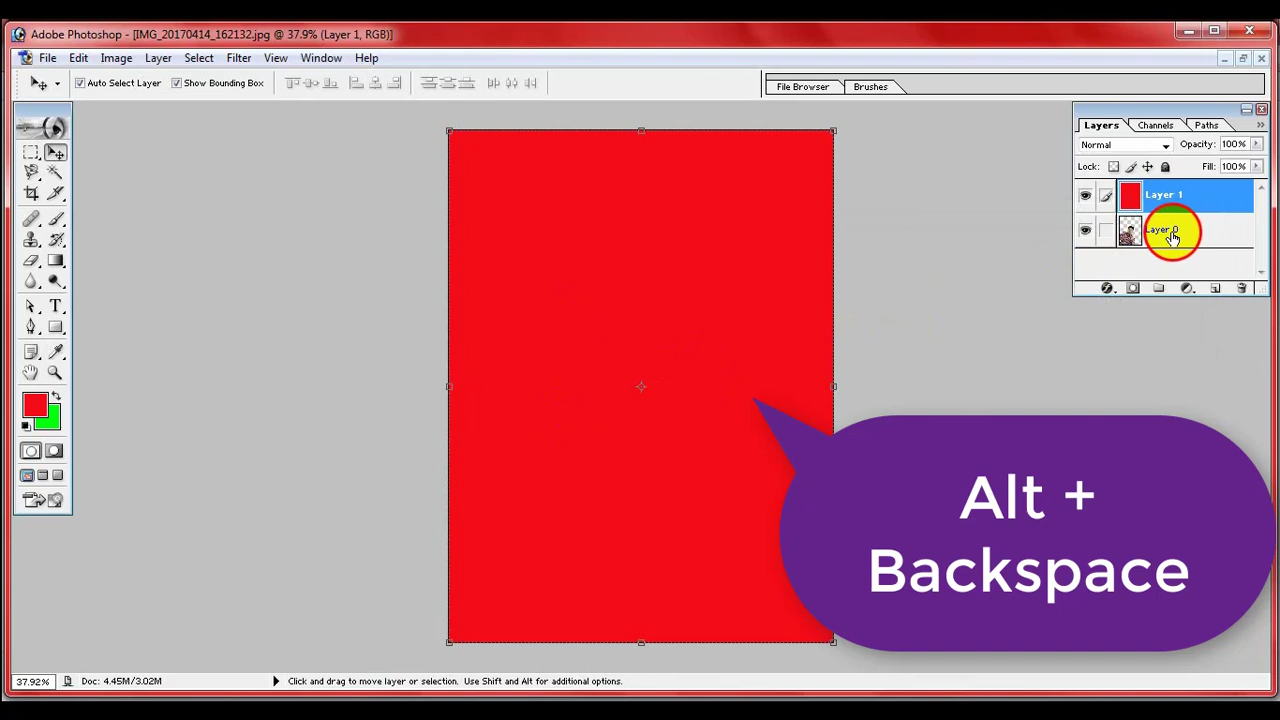 Adobe Photoshop - [IMG_20170414_162132.jpg @ 37.9% (Layer 1, RGB)]
File Edit Image Layer Select Filter View Window Help
Auto Select Layer Show Bounding Box
File Browser Brushes
Layers Channels Paths
Normal Opacity: 100%
Lock: Fill: 100%
Layer 1
Layer 0
Alt +
Backspace
37.92% Doc: 4.45M/3.02M Click and drag to move layer or selection. Use Shift and Alt for additional options.